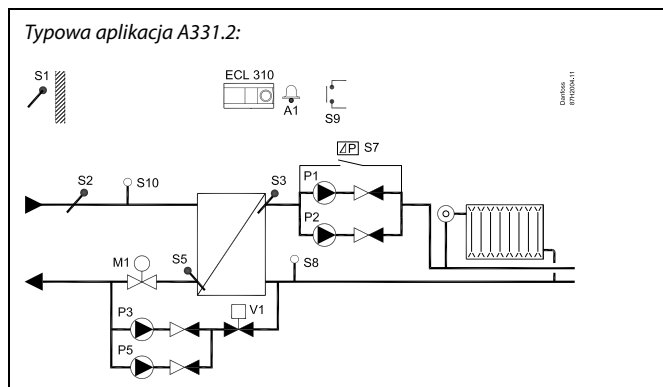 Typowa aplikacja A331.2:
S1
ECL 310
A1
S9
Danfoss
87H2004.11
⊿P S7
S2
S10
S3
P1
P2
M1
S5
S8
P3
V1
P5